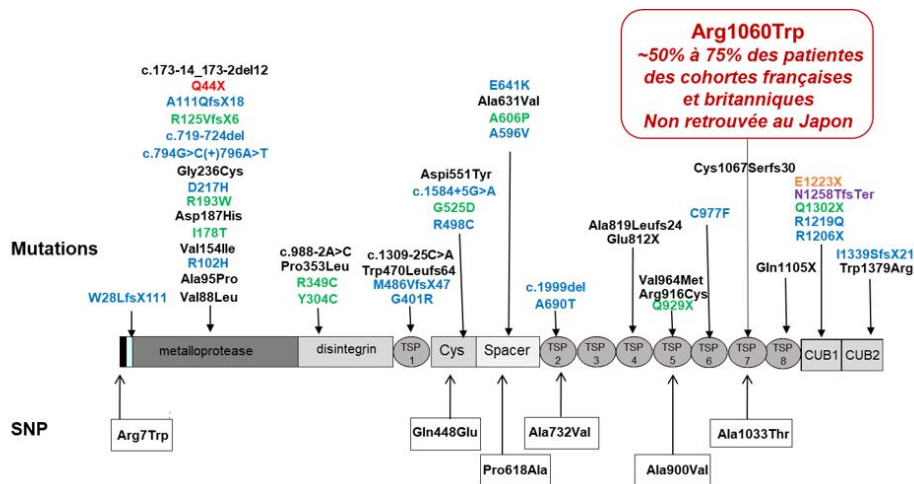 Arg1060Trp
~50% à 75% des patientes
des cohortes françaises
et britanniques
Non retrouvée au Japon
c.173-14_173-2del12
Q44X
A111QfsX18
R125VfsX6
c.719-724del
c.794G>C(+)796A>T
Gly236Cys
D217H
R193W
Asp187His
I178T
Val154Ile
R102H
Ala95Pro
Val88Leu
E641K
Ala631Val
A606P
A596V
Aspi551Tyr
c.1584+5G>A
G525D
R498C
Cys1067Serfs30
E1223X
N1258TfsTer
Q1302X
R1219Q
R1206X
Mutations
W28LfsX111
c.988-2A>C
Pro353Leu
R349C
Y304C
c.1309-25C>A
Trp470Leufs64
M486VfsX47
G401R
c.1999del
A690T
Ala819Leufs24
Glu812X
Val964Met
Arg916Cys
Q929X
C977F
Gln1105X
I1339SfsX21
Trp1379Arg
metalloprotease
disintegrin
TSP
1
Cys
Spacer
TSP
2
TSP
3
TSP
4
TSP
5
TSP
6
TSP
7
TSP
8
CUB1
CUB2
SNP
Arg7Trp
Gln448Glu
Pro618Ala
Ala732Val
Ala900Val
Ala1033Thr